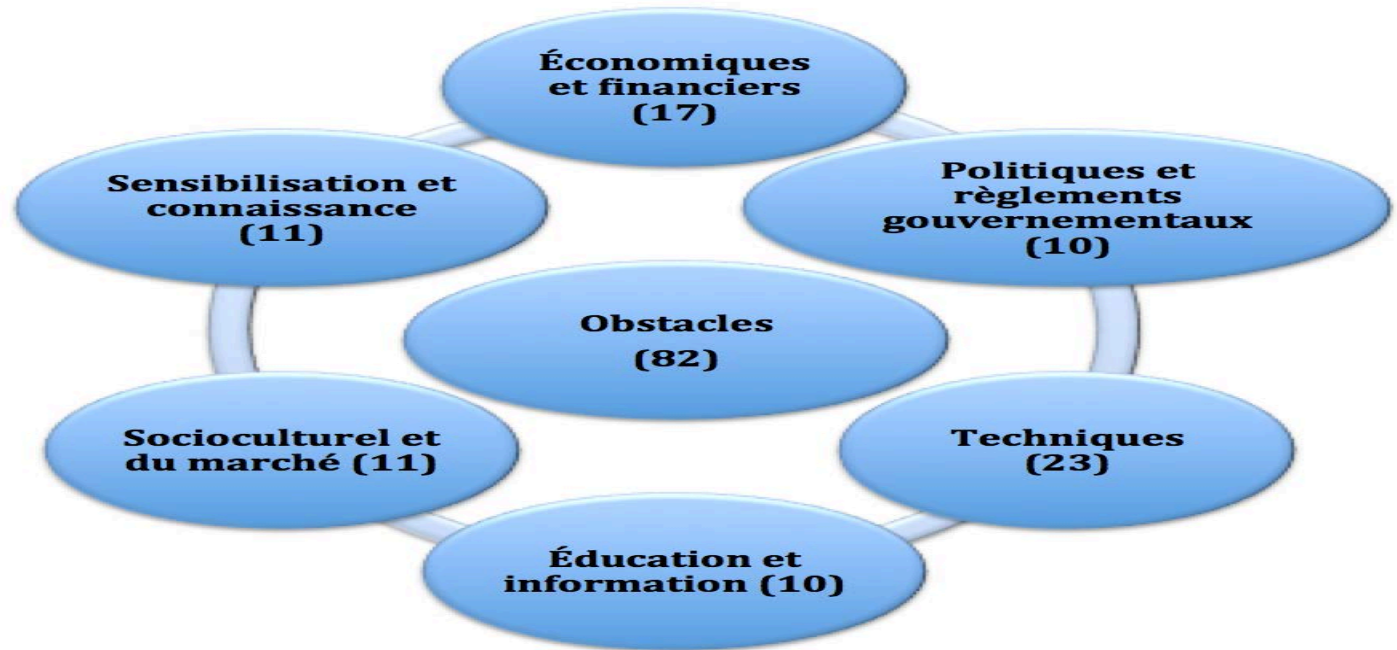 Économiques
et financiers
(17)
Politiques et
règlements
gouvernementaux
(10)
Techniques
(23)
Éducation et
information (10)
Socioculturel et
du marché (11)
Sensibilisation et
connaissance
(11)
Obstacles
(82)